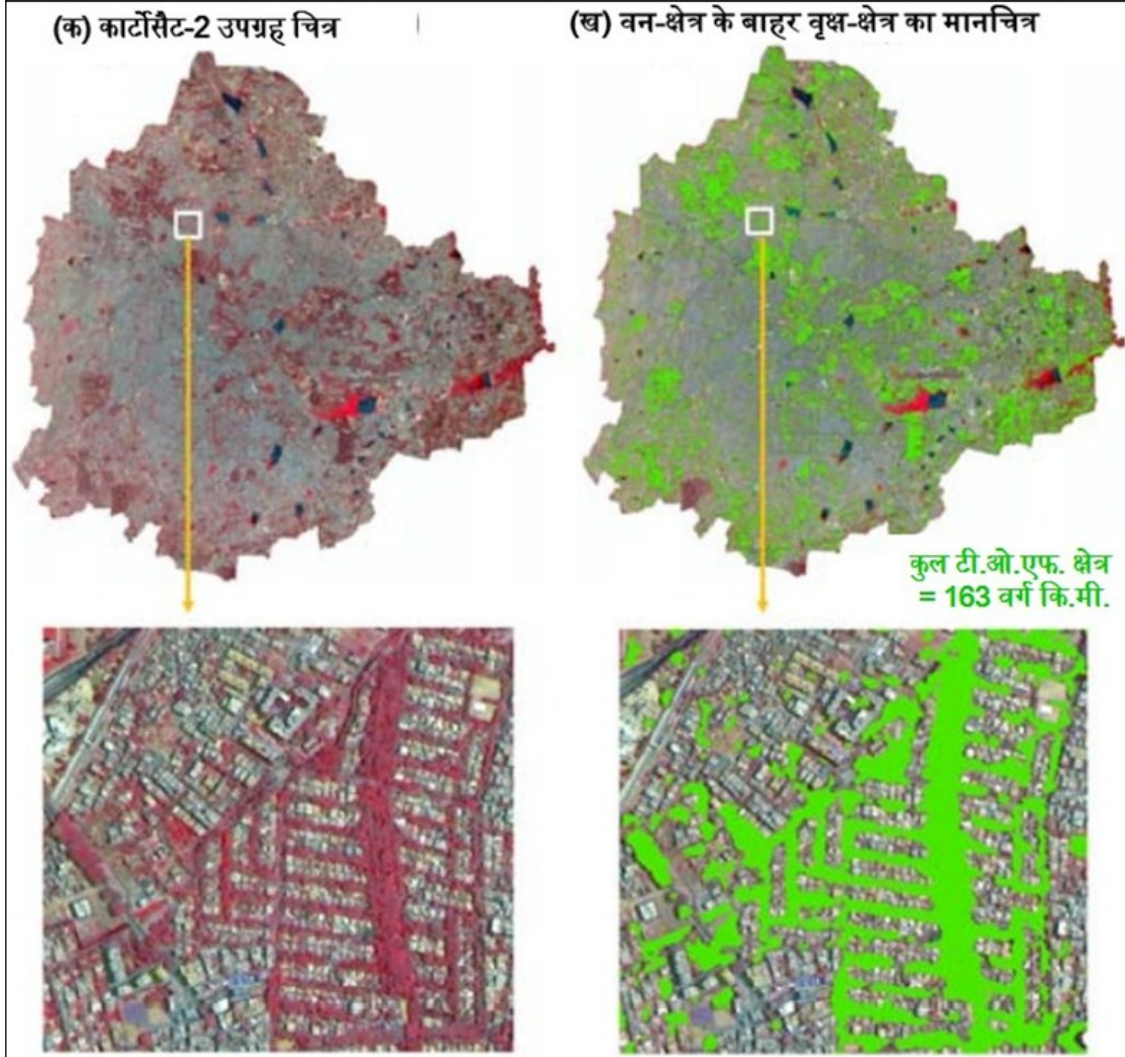 (क) कार्टोसैट-2 उपग्रह चित्र
(ख) वन-क्षेत्र के बाहर वृक्ष-क्षेत्र का मानचित्र
कुल टी.ओ.एफ. क्षेत्र
= 163 वर्ग कि.मी.